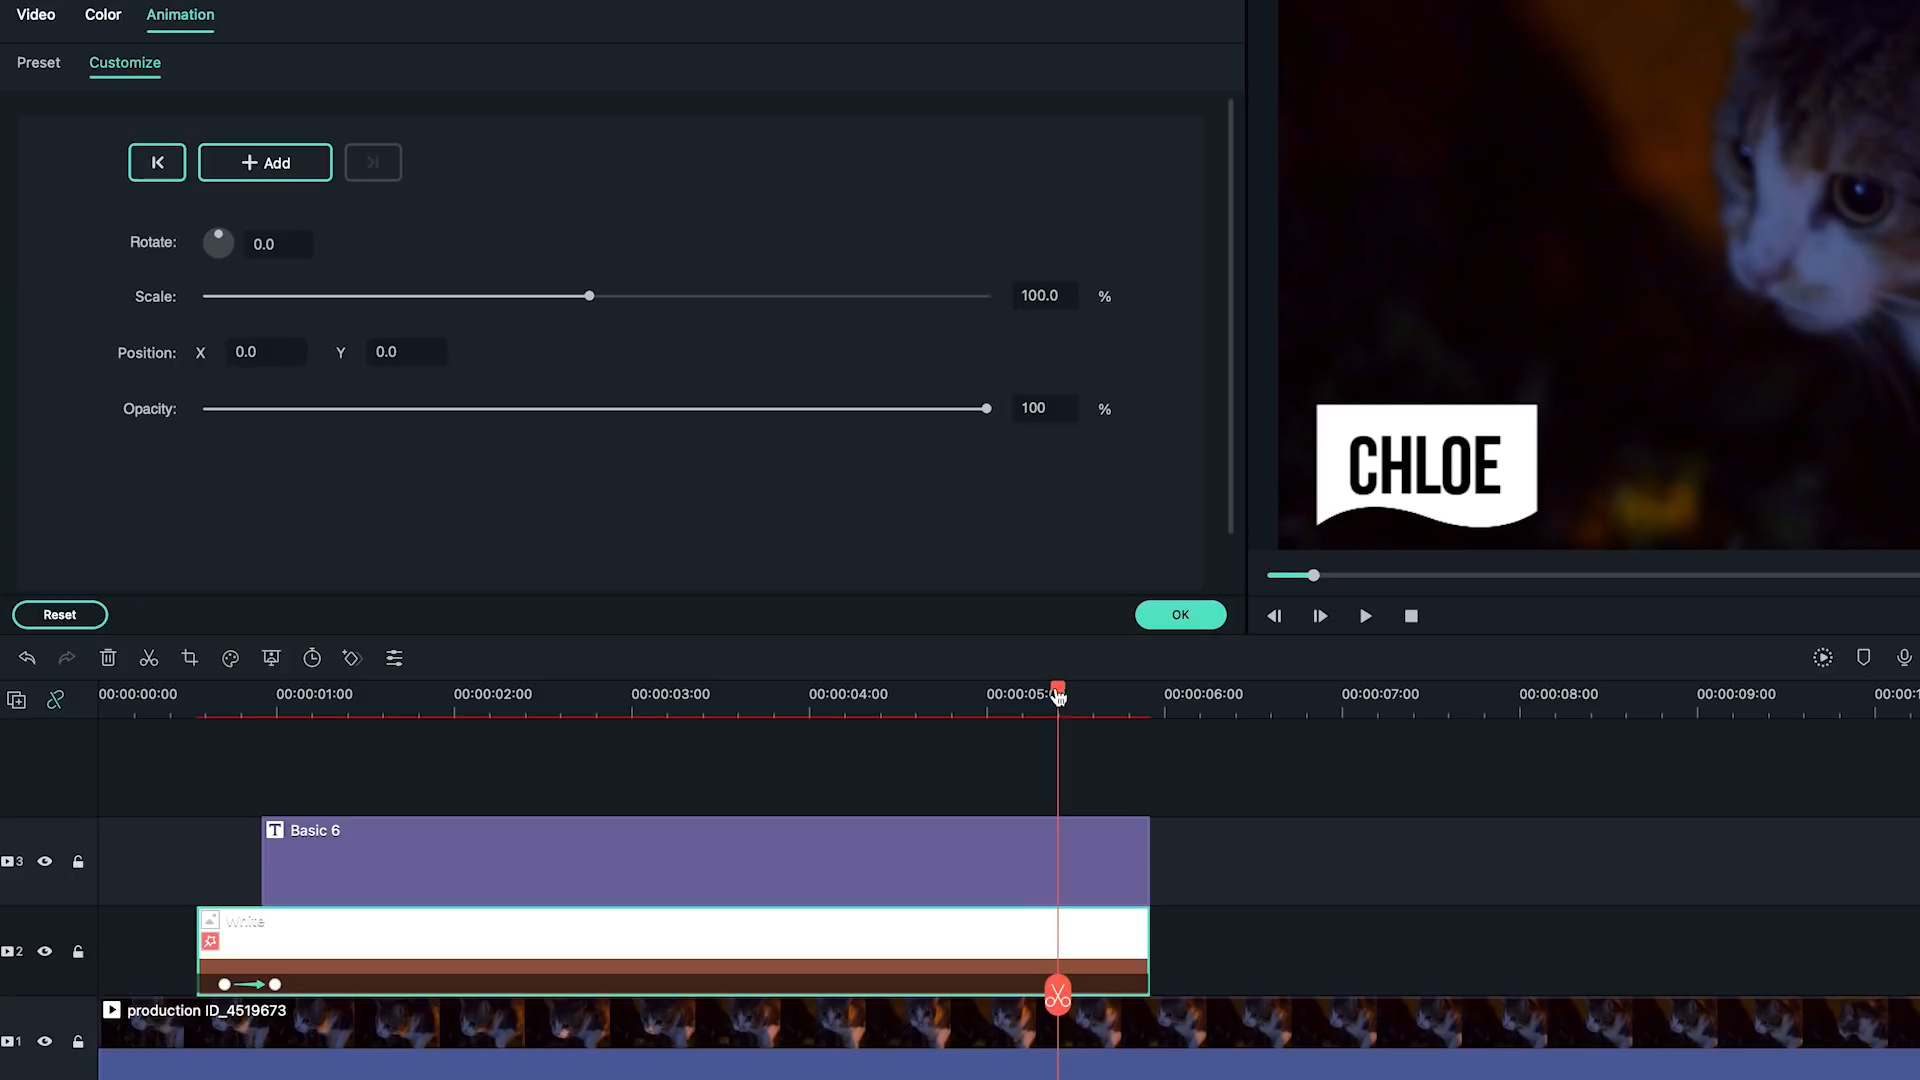 Video Color Animation
Preset Customize
Add
Rotate: 0.0
Scale: 100.0 %
Position: X 0.0 Y 0.0
Opacity: 100 %
CHLOE
Reset OK
00:00:00:00 00:00:01:00 00:00:02:00 00:00:03:00 00:00:04:00 00:00:05:0 00:00:06:00 00:00:07:00 00:00:08:00 00:00:09:00 00:00:1
T Basic 6
3
White
2
production ID_4519673
1